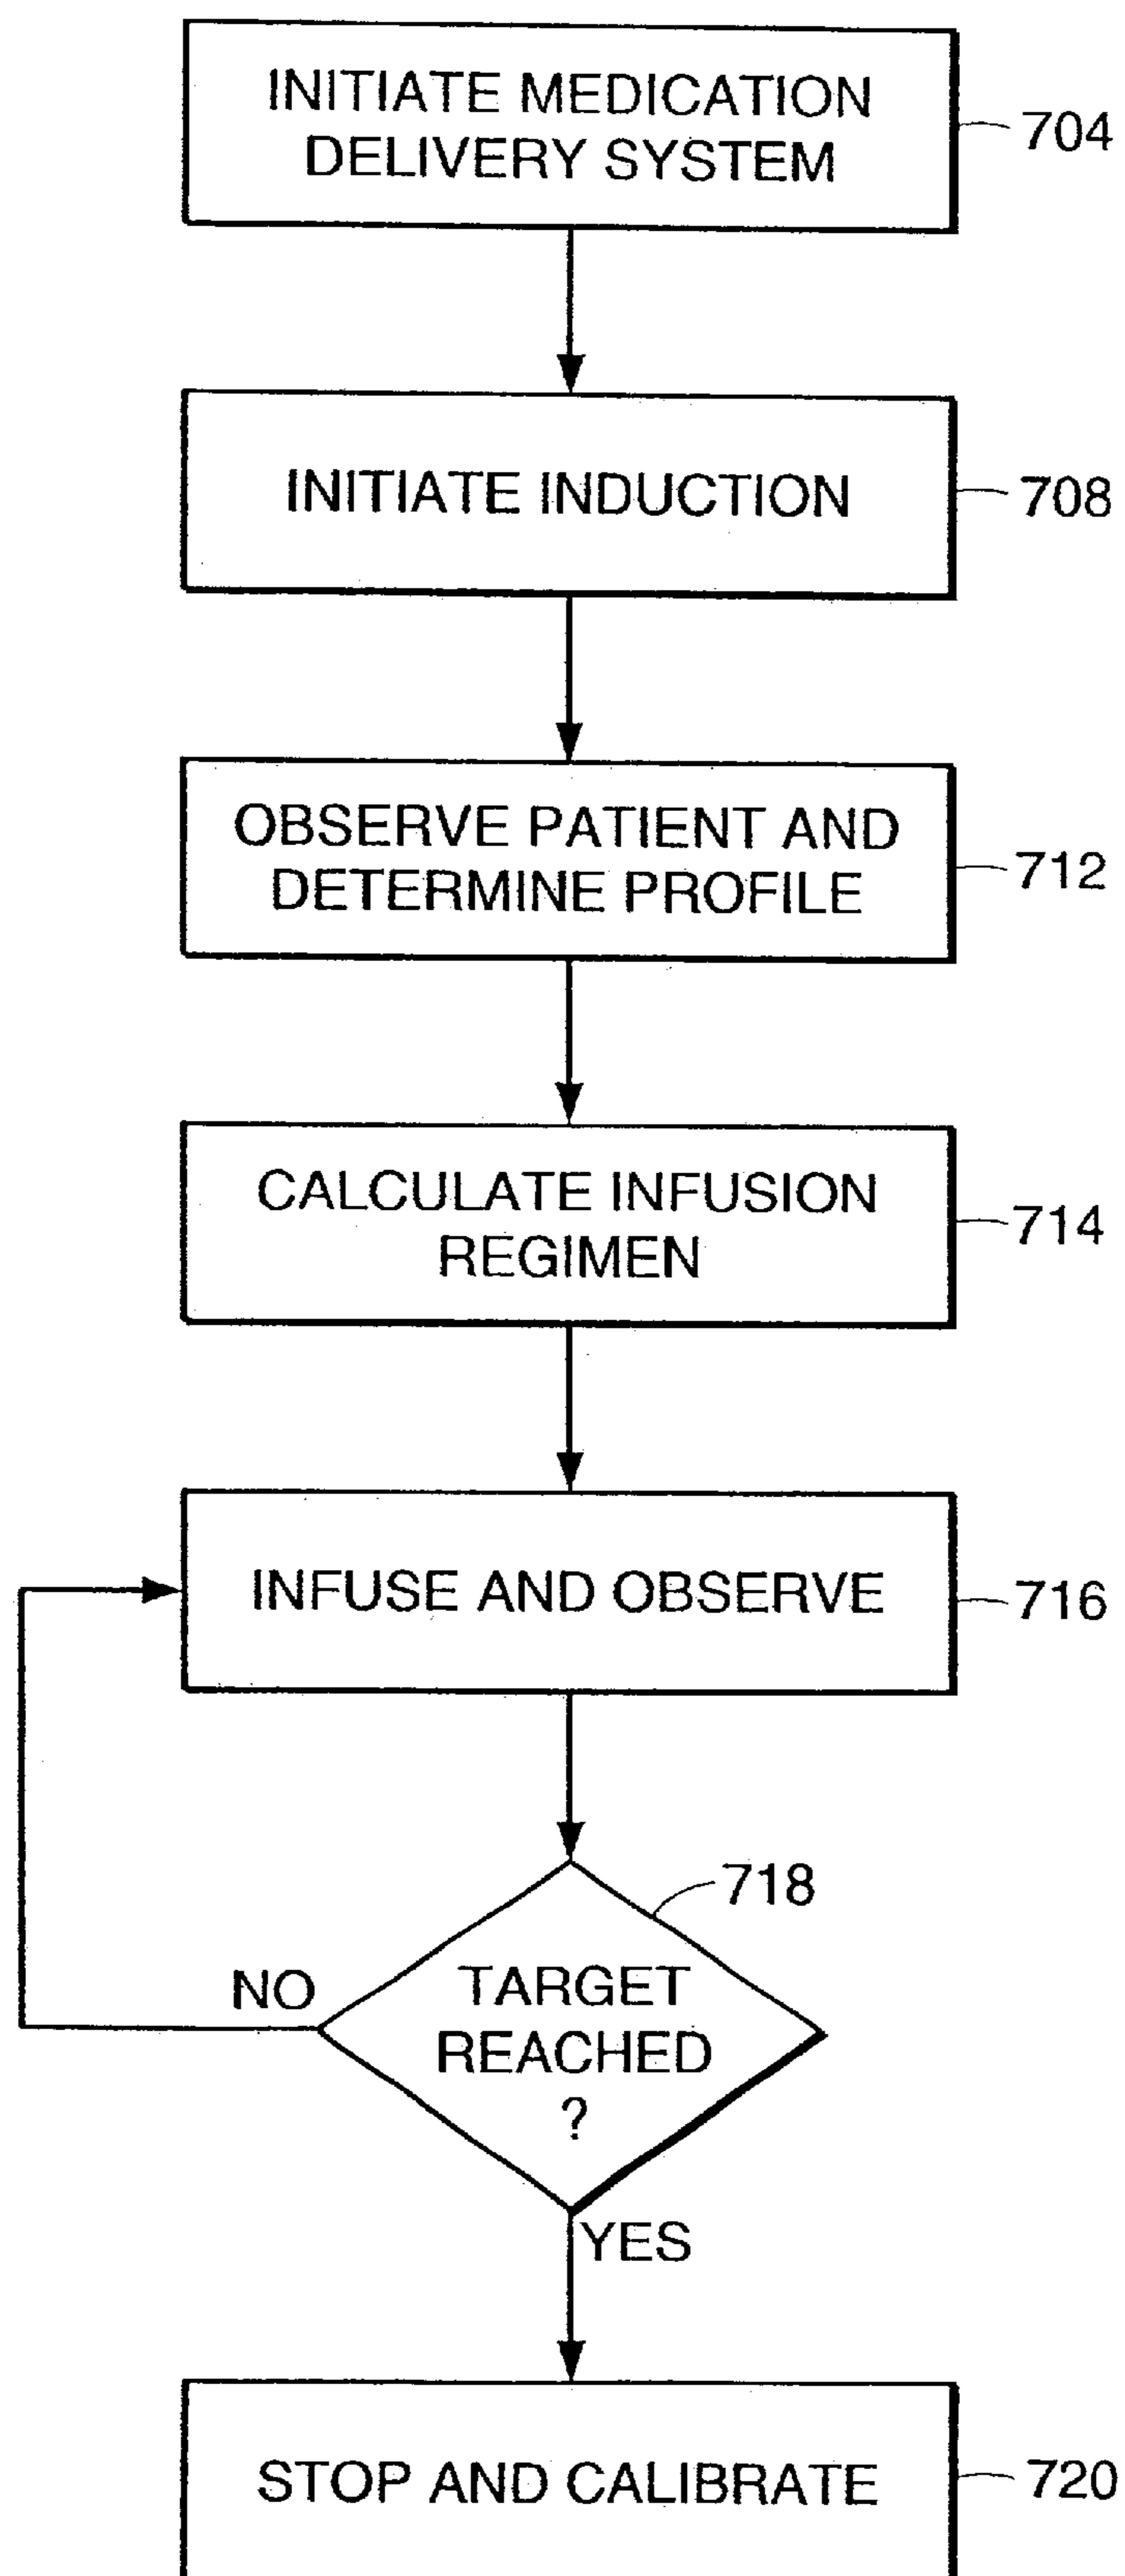 INITIATE MEDICATION
DELIVERY SYSTEM
704
INITIATE INDUCTION
708
OBSERVE PATIENT AND
DETERMINE PROFILE
712
CALCULATE INFUSION
REGIMEN
714
INFUSE AND OBSERVE
716
718
NO
TARGET
REACHED
?
YES
STOP AND CALIBRATE
720